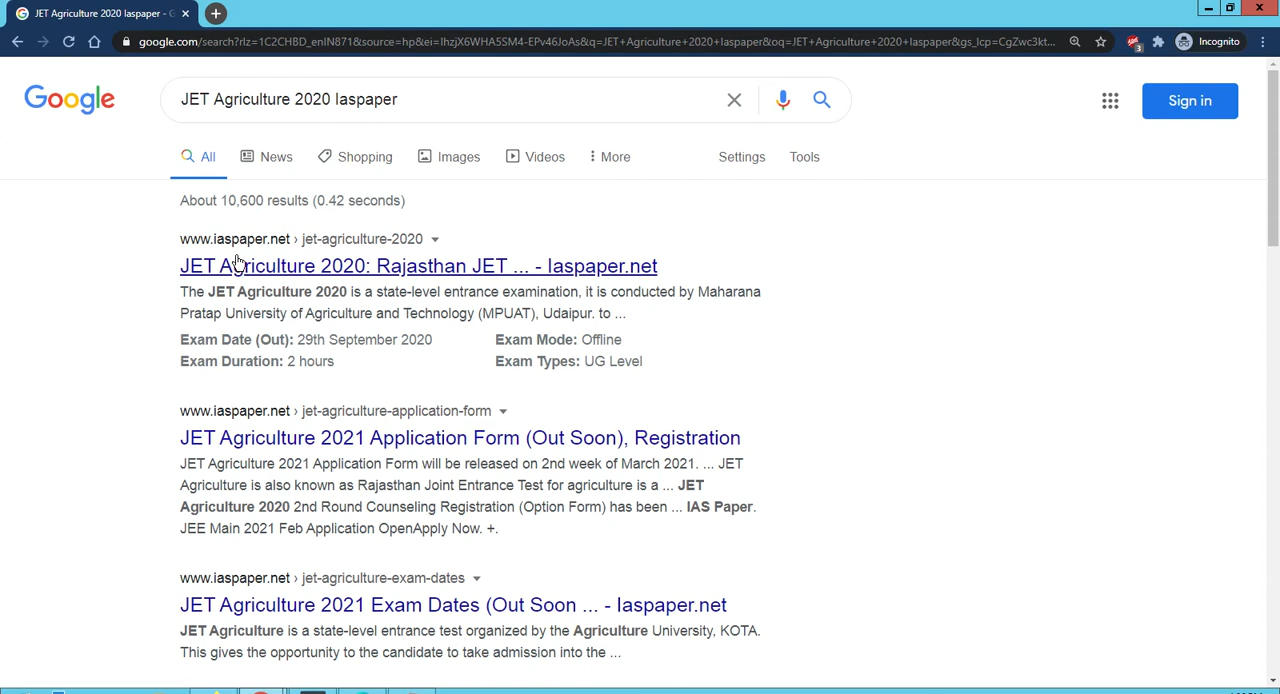 JET Agriculture 2020 Iaspaper - G
google.com/search?rlz=1C2CHBD_enIN871&source=hp&ei=IhzjX6WHA5SM4-EPv46JoAs&q=JET+Agriculture+2020+Iaspaper&oq=JET+Agriculture+2020+Iaspaper&gs_lcp=CgZwc3kt...
3
Incognito
Google
JET Agriculture 2020 Iaspaper
Sign in
All News Shopping Images Videos More Settings Tools
About 10,600 results (0.42 seconds)
www.iaspaper.net › jet-agriculture-2020
JET Agriculture 2020: Rajasthan JET ... - Iaspaper.net
The JET Agriculture 2020 is a state-level entrance examination, it is conducted by Maharana
Pratap University of Agriculture and Technology (MPUAT), Udaipur. to ...
Exam Date (Out): 29th September 2020 Exam Mode: Offline
Exam Duration: 2 hours Exam Types: UG Level
www.iaspaper.net › jet-agriculture-application-form
JET Agriculture 2021 Application Form (Out Soon), Registration
JET Agriculture 2021 Application Form will be released on 2nd week of March 2021. ... JET
Agriculture is also known as Rajasthan Joint Entrance Test for agriculture is a ... JET
Agriculture 2020 2nd Round Counseling Registration (Option Form) has been ... IAS Paper.
JEE Main 2021 Feb Application OpenApply Now. +.
www.iaspaper.net › jet-agriculture-exam-dates
JET Agriculture 2021 Exam Dates (Out Soon ... - Iaspaper.net
JET Agriculture is a state-level entrance test organized by the Agriculture University, KOTA.
This gives the opportunity to the candidate to take admission into the ...